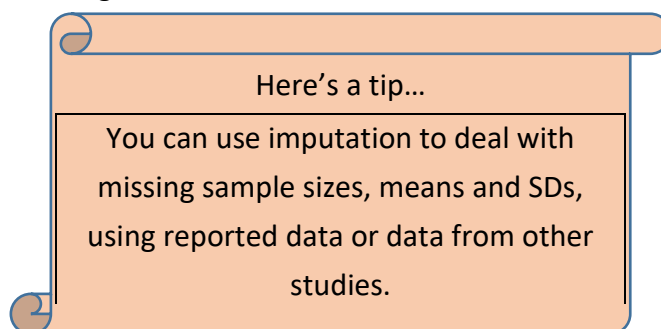 Here’s a tip…
You can use imputation to deal with
missing sample sizes, means and SDs,
using reported data or data from other
studies.